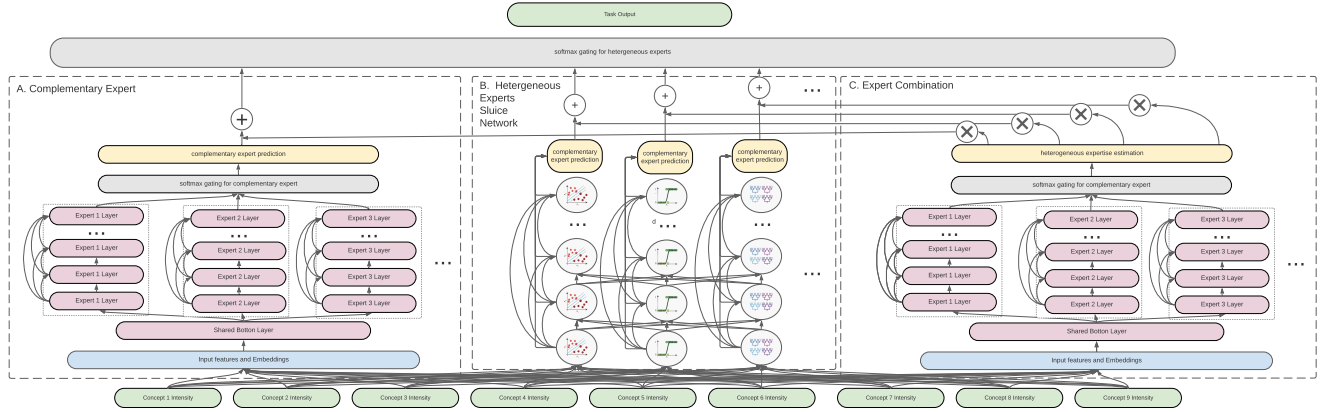 Task Output
softmax gating for hetergeneous experts
A. Complementary Expert
B. Hetergeneous
Experts
Sluice
Network
C. Expert Combination
complementary expert prediction
complementary
expert prediction
complementary
expert prediction
complementary
expert prediction
heterogeneous expertise estimation
softmax gating for complementary expert
softmax gating for complementary expert
Expert 1 Layer
Expert 2 Layer
Expert 3 Layer
Expert 1 Layer
Expert 2 Layer
Expert 3 Layer
d
Expert 1 Layer
Expert 2 Layer
Expert 3 Layer
Expert 1 Layer
Expert 2 Layer
Expert 3 Layer
Expert 1 Layer
Expert 2 Layer
Expert 3 Layer
Expert 1 Layer
Expert 2 Layer
Expert 3 Layer
Expert 1 Layer
Expert 2 Layer
Expert 3 Layer
Expert 1 Layer
Expert 2 Layer
Expert 3 Layer
Shared Botton Layer
Shared Botton Layer
Input features and Embeddings
Input features and Embeddings
Concept 1 Intensity
Concept 2 Intensity
Concept 3 Intensity
Concept 4 Intensity
Concept 5 Intensity
Concept 6 Intensity
Concept 7 Intensity
Concept 8 Intensity
Concept 9 Intensity